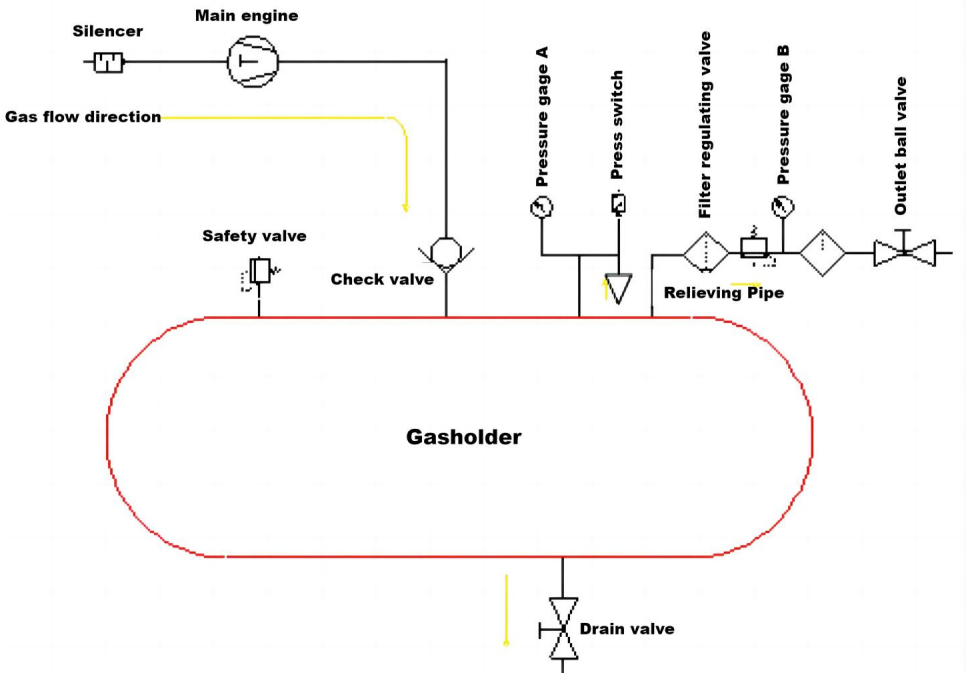 Main engine
Silencer
Gas flow direction
Pressure gage A
Press switch
Filter regulating valve
Pressure gage B
Outlet ball valve
Safety valve
Check valve
Relieving Pipe
Gasholder
Drain valve